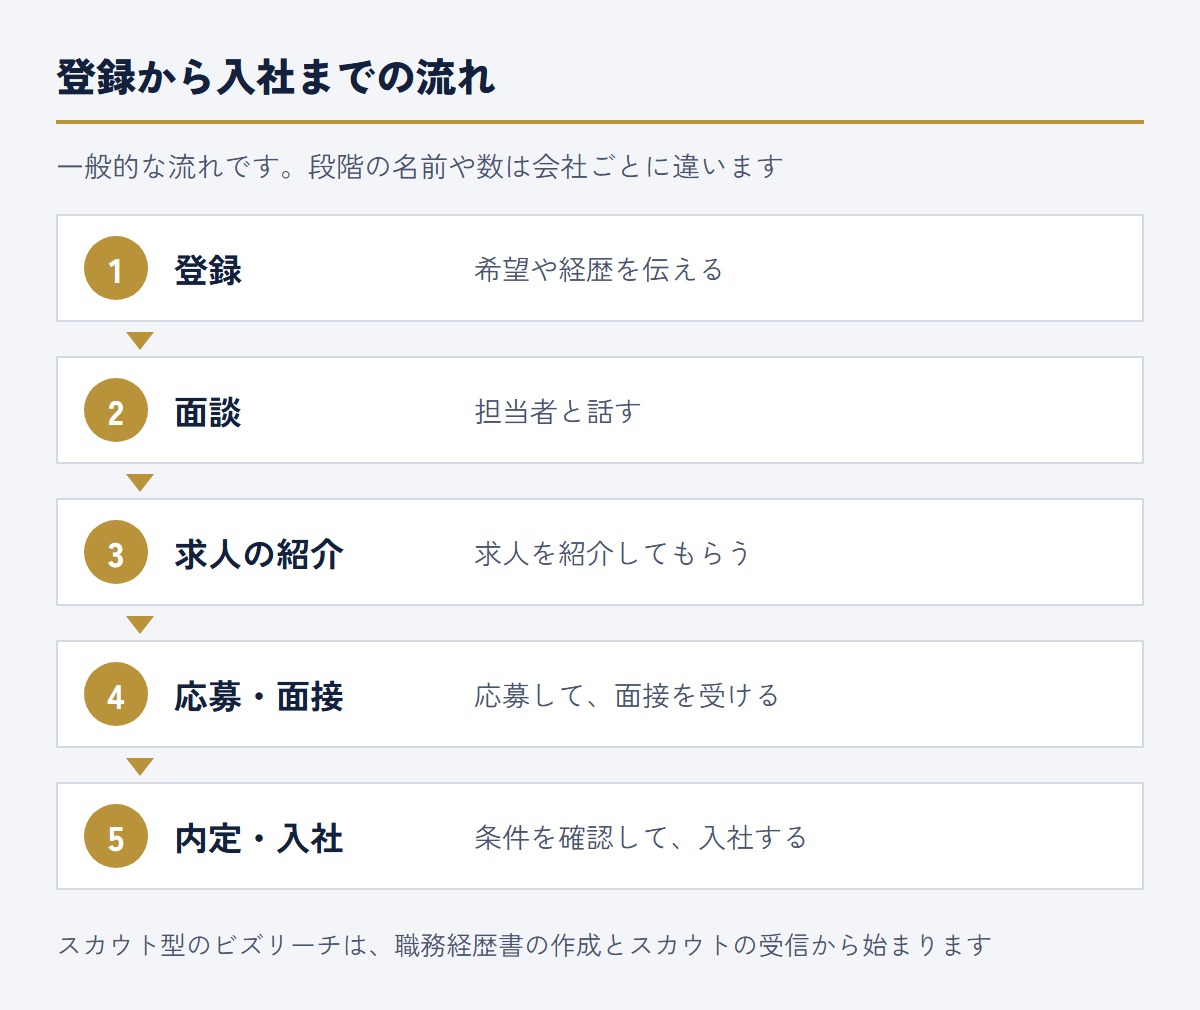 登録から入社までの流れ
一般的な流れです。段階の名前や数は会社ごとに違います
1 登録 希望や経歴を伝える
2 面談 担当者と話す
3 求人の紹介 求人を紹介してもらう
4 応募・面接 応募して、面接を受ける
5 内定・入社 条件を確認して、入社する
スカウト型のビズリーチは、職務経歴書の作成とスカウトの受信から始まります